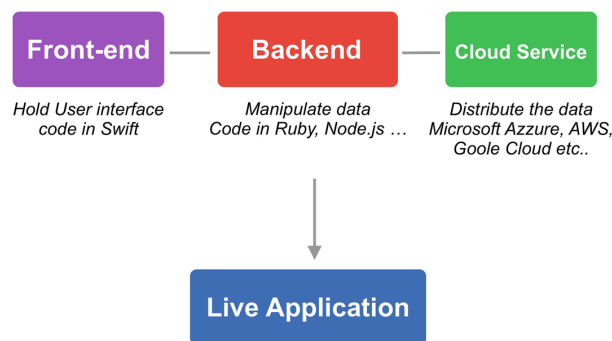 Front-end
Backend
Cloud Service
Hold User interface
code in Swift
Manipulate data
Code in Ruby, Node.js ...
Distribute the data
Microsoft Azzure, AWS,
Goole Cloud etc..
Live Application